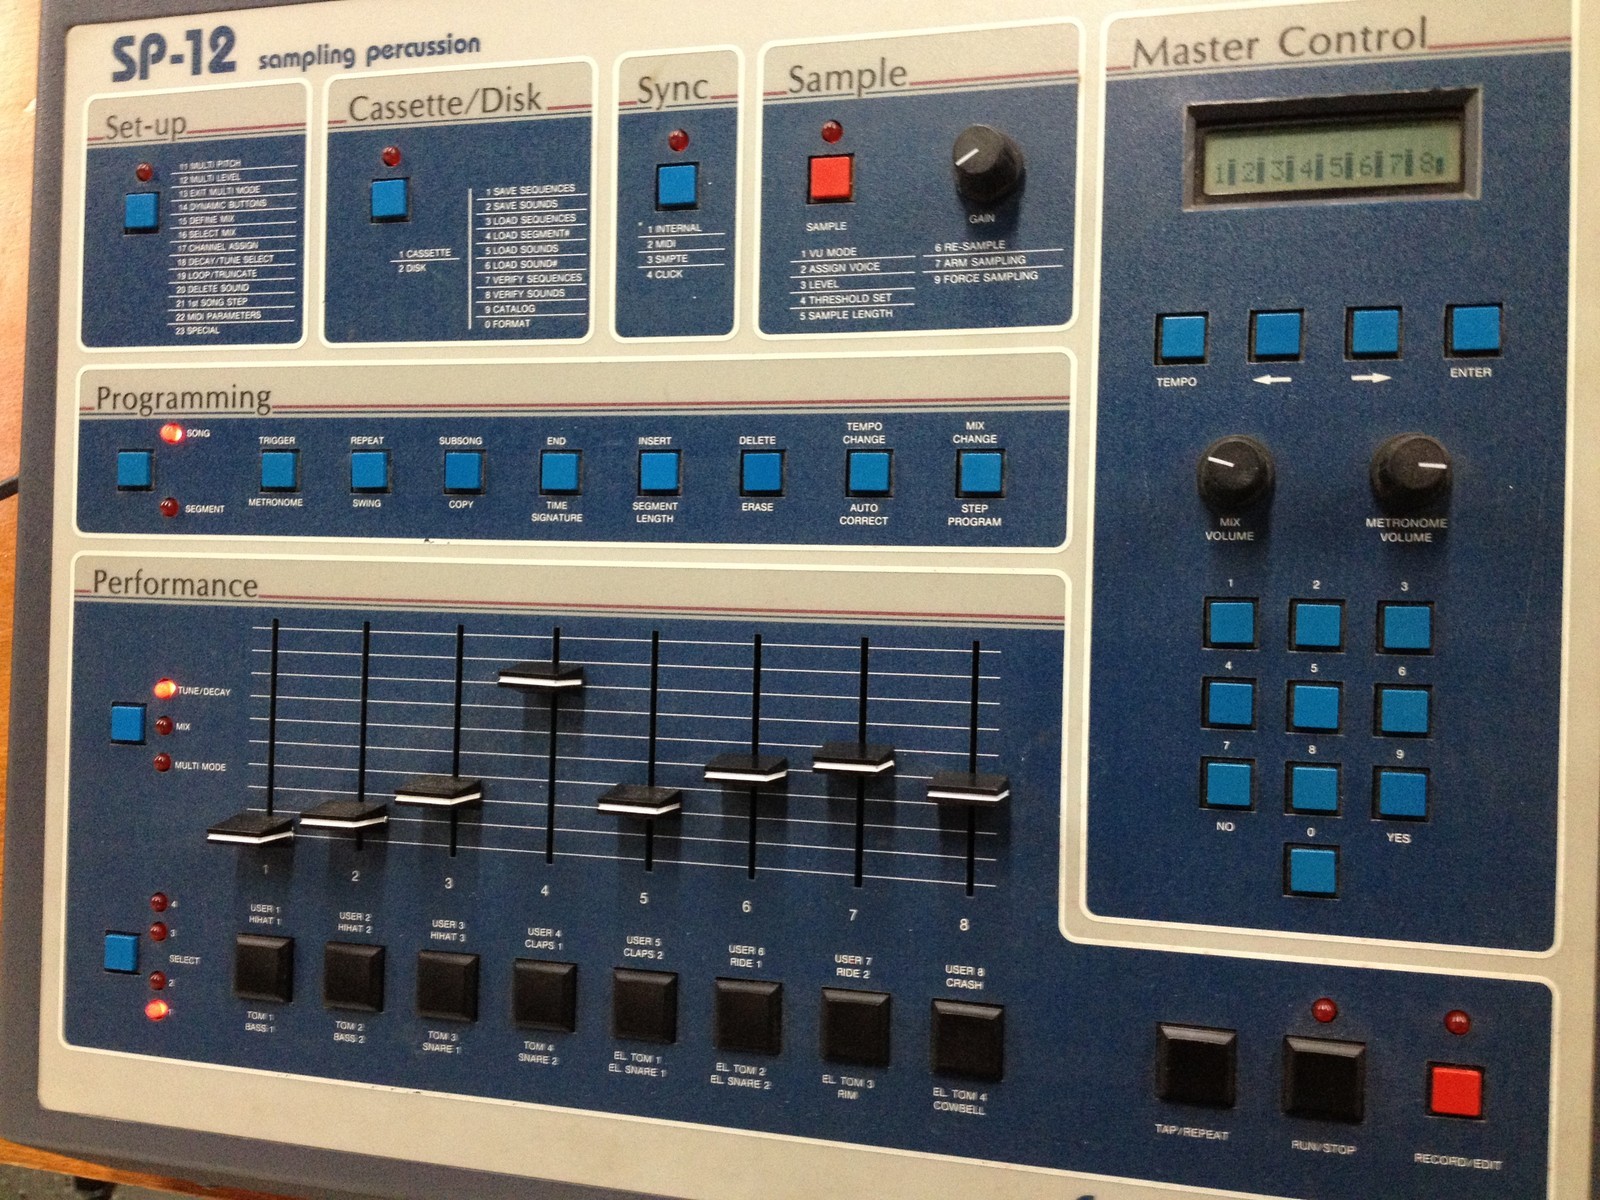 SP-12 sampling percussion
Set-up
11 MULTI PITCH
12 MULTI LEVEL
13 EXIT MULTI MODE
14 DYNAMIC BUTTONS
15 DEFINE MIX
16 SELECT MIX
17 CHANNEL ASSIGN
18 DECAY/TUNE SELECT
19 LOOP/TRUNCATE
20 DELETE SOUND
21 1st SONG STEP
22 MIDI PARAMETERS
23 SPECIAL
Cassette/Disk
1 CASSETTE
2 DISK
1 SAVE SEQUENCES
2 SAVE SOUNDS
3 LOAD SEQUENCES
4 LOAD SEGMENT#
5 LOAD SOUNDS
6 LOAD SOUND#
7 VERIFY SEQUENCES
8 VERIFY SOUNDS
9 CATALOG
0 FORMAT
Sync
1 INTERNAL
2 MIDI
3 SMPTE
4 CLICK
Sample
SAMPLE
GAIN
1 VU MODE
2 ASSIGN VOICE
3 LEVEL
4 THRESHOLD SET
5 SAMPLE LENGTH
6 RE-SAMPLE
7 ARM SAMPLING
9 FORCE SAMPLING
Master Control
1 2 3 4 5 6 7 8
TEMPO
ENTER
MIX VOLUME
METRONOME VOLUME
1 2 3
4 5 6
7 8 9
NO 0 YES
Programming
SONG
SEGMENT
TRIGGER REPEAT SUBSONG END INSERT DELETE TEMPO CHANGE MIX CHANGE
METRONOME SWING COPY TIME SIGNATURE SEGMENT LENGTH ERASE AUTO CORRECT STEP PROGRAM
Performance
TUNE/DECAY
MIX
MULTI MODE
1 2 3 4 5 6 7 8
4
3
SELECT
2
1
USER 1 USER 2 USER 3 USER 4 USER 5 USER 6 USER 7 USER 8
HIHAT 1 HIHAT 2 HIHAT 3 CLAPS 1 CLAPS 2 RIDE 1 RIDE 2 CRASH
TOM 1 TOM 2 TOM 3 TOM 4 EL. TOM 1 EL. TOM 2 EL. TOM 3 EL. TOM 4
BASS 1 BASS 2 SNARE 1 SNARE 2 EL. SNARE 1 EL. SNARE 2 RIM COWBELL
TAP/REPEAT
RUN/STOP
RECORD/EDIT